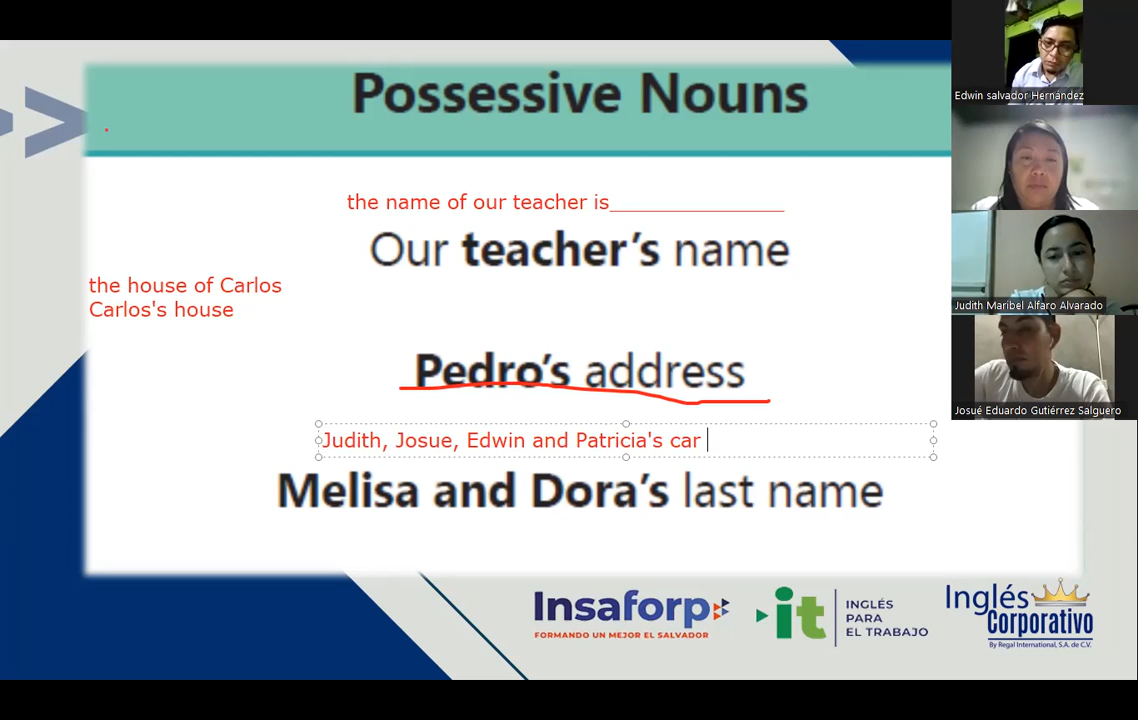 Possessive Nouns
the name of our teacher is________________
Our teacher's name
the house of Carlos
Carlos's house
Pedro's address
Judith, Josue, Edwin and Patricia's car
Melisa and Dora's last name
Insaforp
FORMANDO UN MEJOR EL SALVADOR
it
INGLÉS
PARA
EL TRABAJO
Inglés
Corporativo
By Regal International, S.A. de C.V.
Edwin salvador Hernández
Judith Maribel Alfaro Alvarado
Josué Eduardo Gutiérrez Salguero